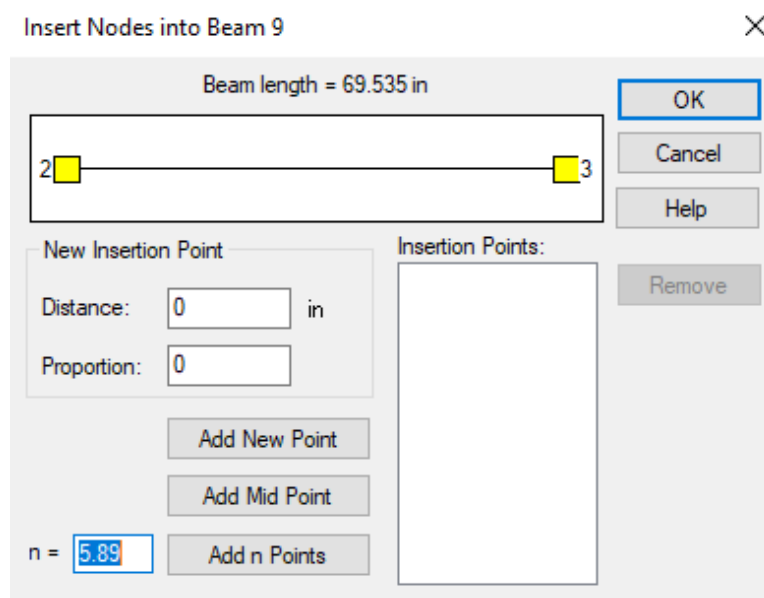 Insert Nodes into Beam 9
Beam length = 69.535 in
OK
2
3
Cancel
Help
New Insertion Point
Insertion Points:
Distance:
0
in
Remove
Proportion:
0
Add New Point
Add Mid Point
n =
5.89
Add n Points